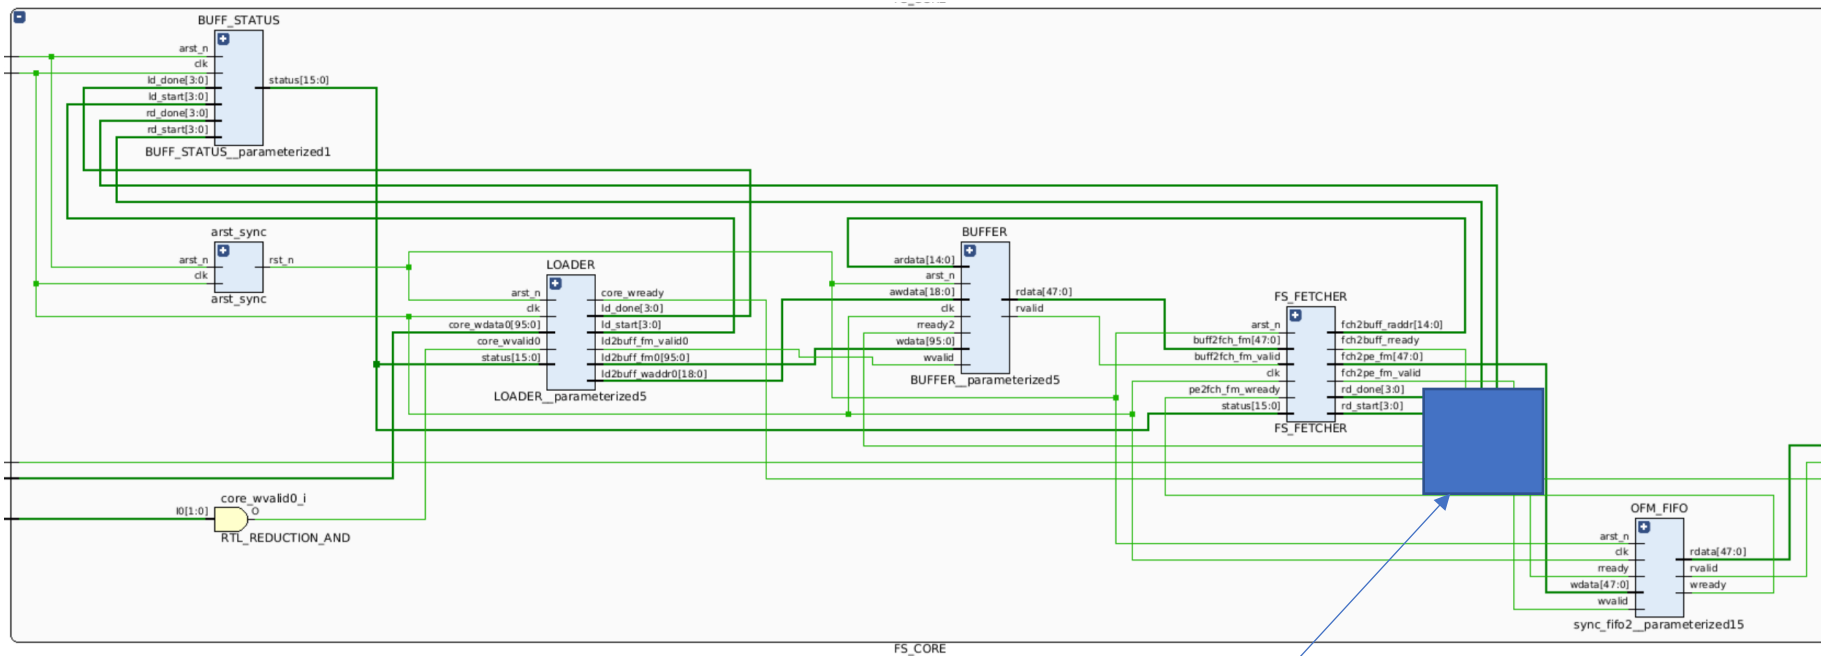 BUFF_STATUS
arst_n
clk
ld_done[3:0]
ld_start[3:0]
rd_done[3:0]
rd_start[3:0]
status[15:0]
BUFF_STATUS__parameterized1
arst_sync
arst_n
clk
rst_n
arst_sync
LOADER
arst_n
clk
core_wdata0[95:0]
core_wvalid0
status[15:0]
core_wready
ld_done[3:0]
ld_start[3:0]
ld2buff_fm_valid0
ld2buff_fm0[95:0]
ld2buff_waddr0[18:0]
LOADER__parameterized5
BUFFER
ardata[14:0]
arst_n
awdata[18:0]
clk
rready2
wdata[95:0]
wvalid
rdata[47:0]
rvalid
BUFFER__parameterized5
FS_FETCHER
arst_n
buff2fch_fm[47:0]
buff2fch_fm_valid
clk
pe2fch_fm_wready
status[15:0]
fch2buff_raddr[14:0]
fch2buff_rready
fch2pe_fm[47:0]
fch2pe_fm_valid
rd_done[3:0]
rd_start[3:0]
FS_FETCHER
core_wvalid0_i
I0[1:0]
O
RTL_REDUCTION_AND
OFM_FIFO
arst_n
clk
rready
wdata[47:0]
wvalid
rdata[47:0]
rvalid
wready
sync_fifo2__parameterized15
FS_CORE